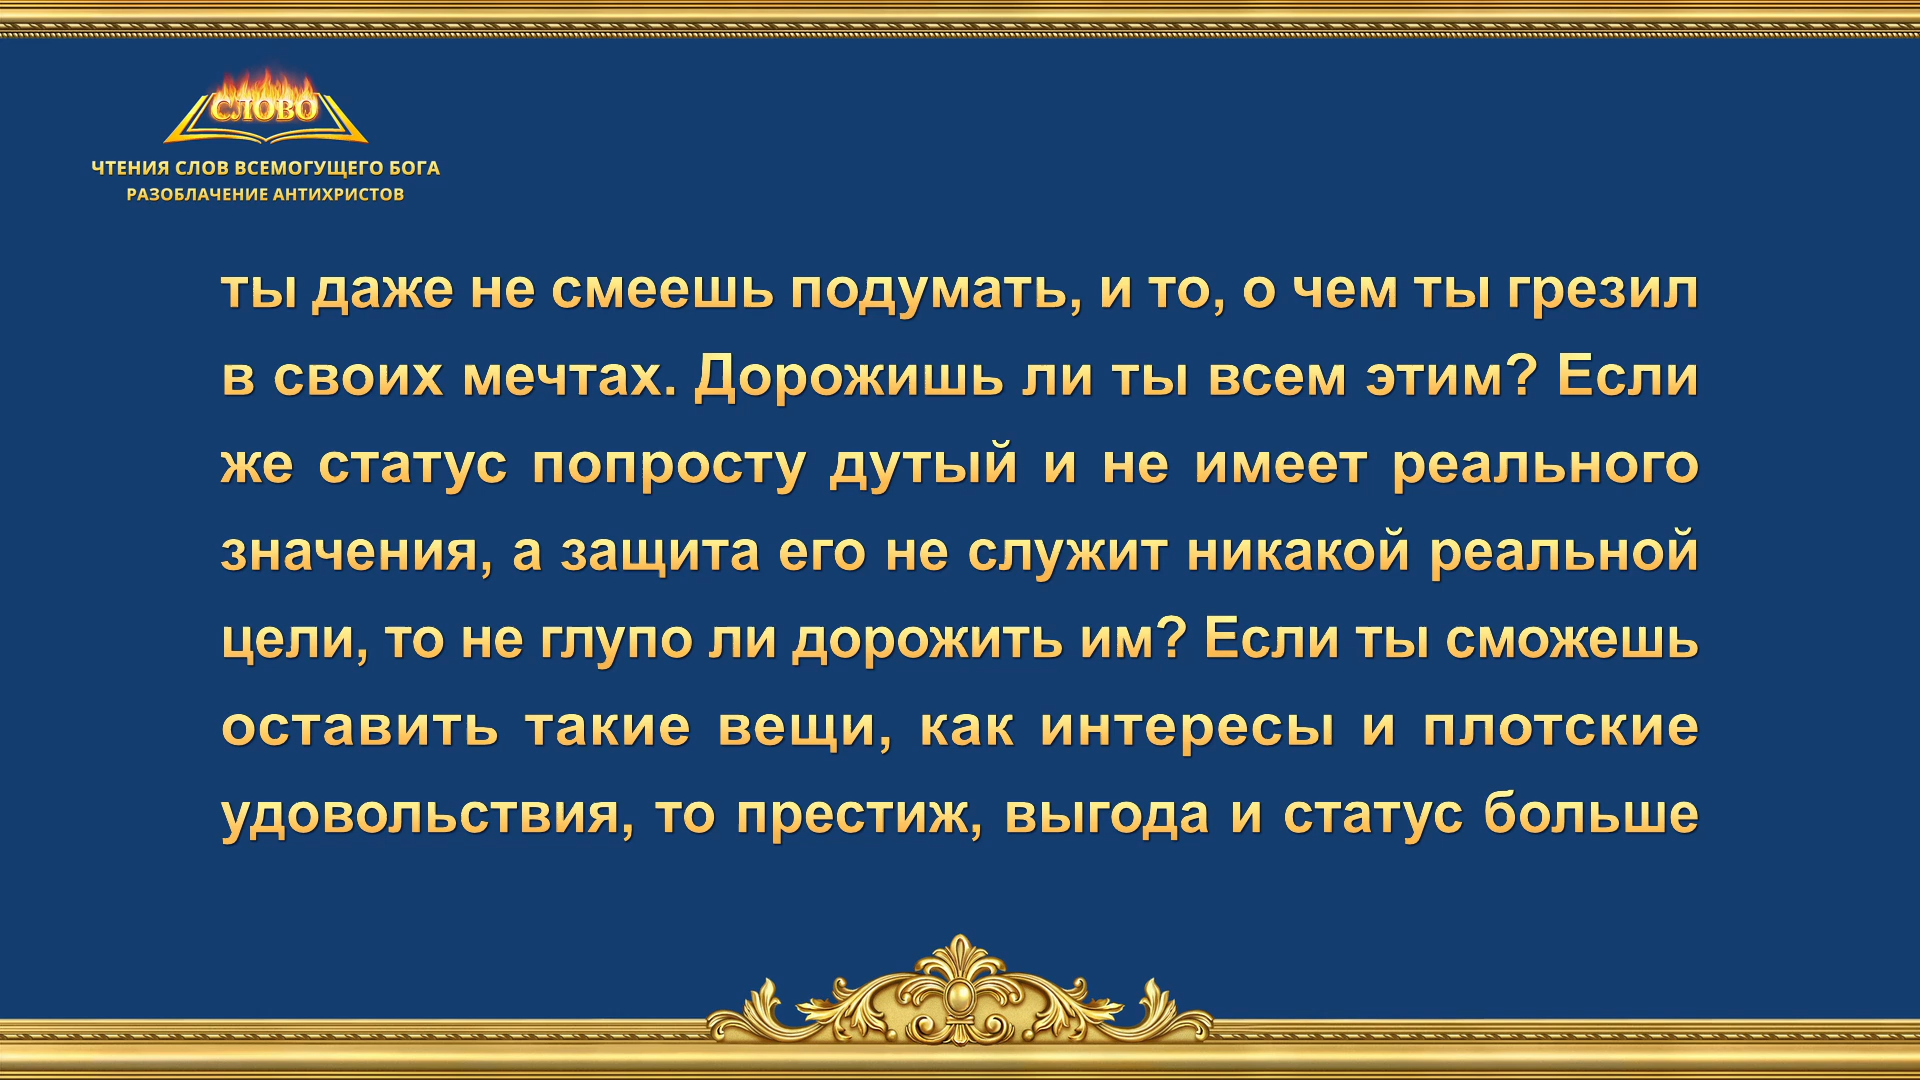 СЛОВО
ЧТЕНИЯ СЛОВ ВСЕМОГУЩЕГО БОГА
РАЗОБЛАЧЕНИЕ АНТИХРИСТОВ
ты даже не смеешь подумать, и то, о чем ты грезил
в своих мечтах. Дорожишь ли ты всем этим? Если
же статус попросту дутый и не имеет реального
значения, а защита его не служит никакой реальной
цели, то не глупо ли дорожить им? Если ты сможешь
оставить такие вещи, как интересы и плотские
удовольствия, то престиж, выгода и статус больше